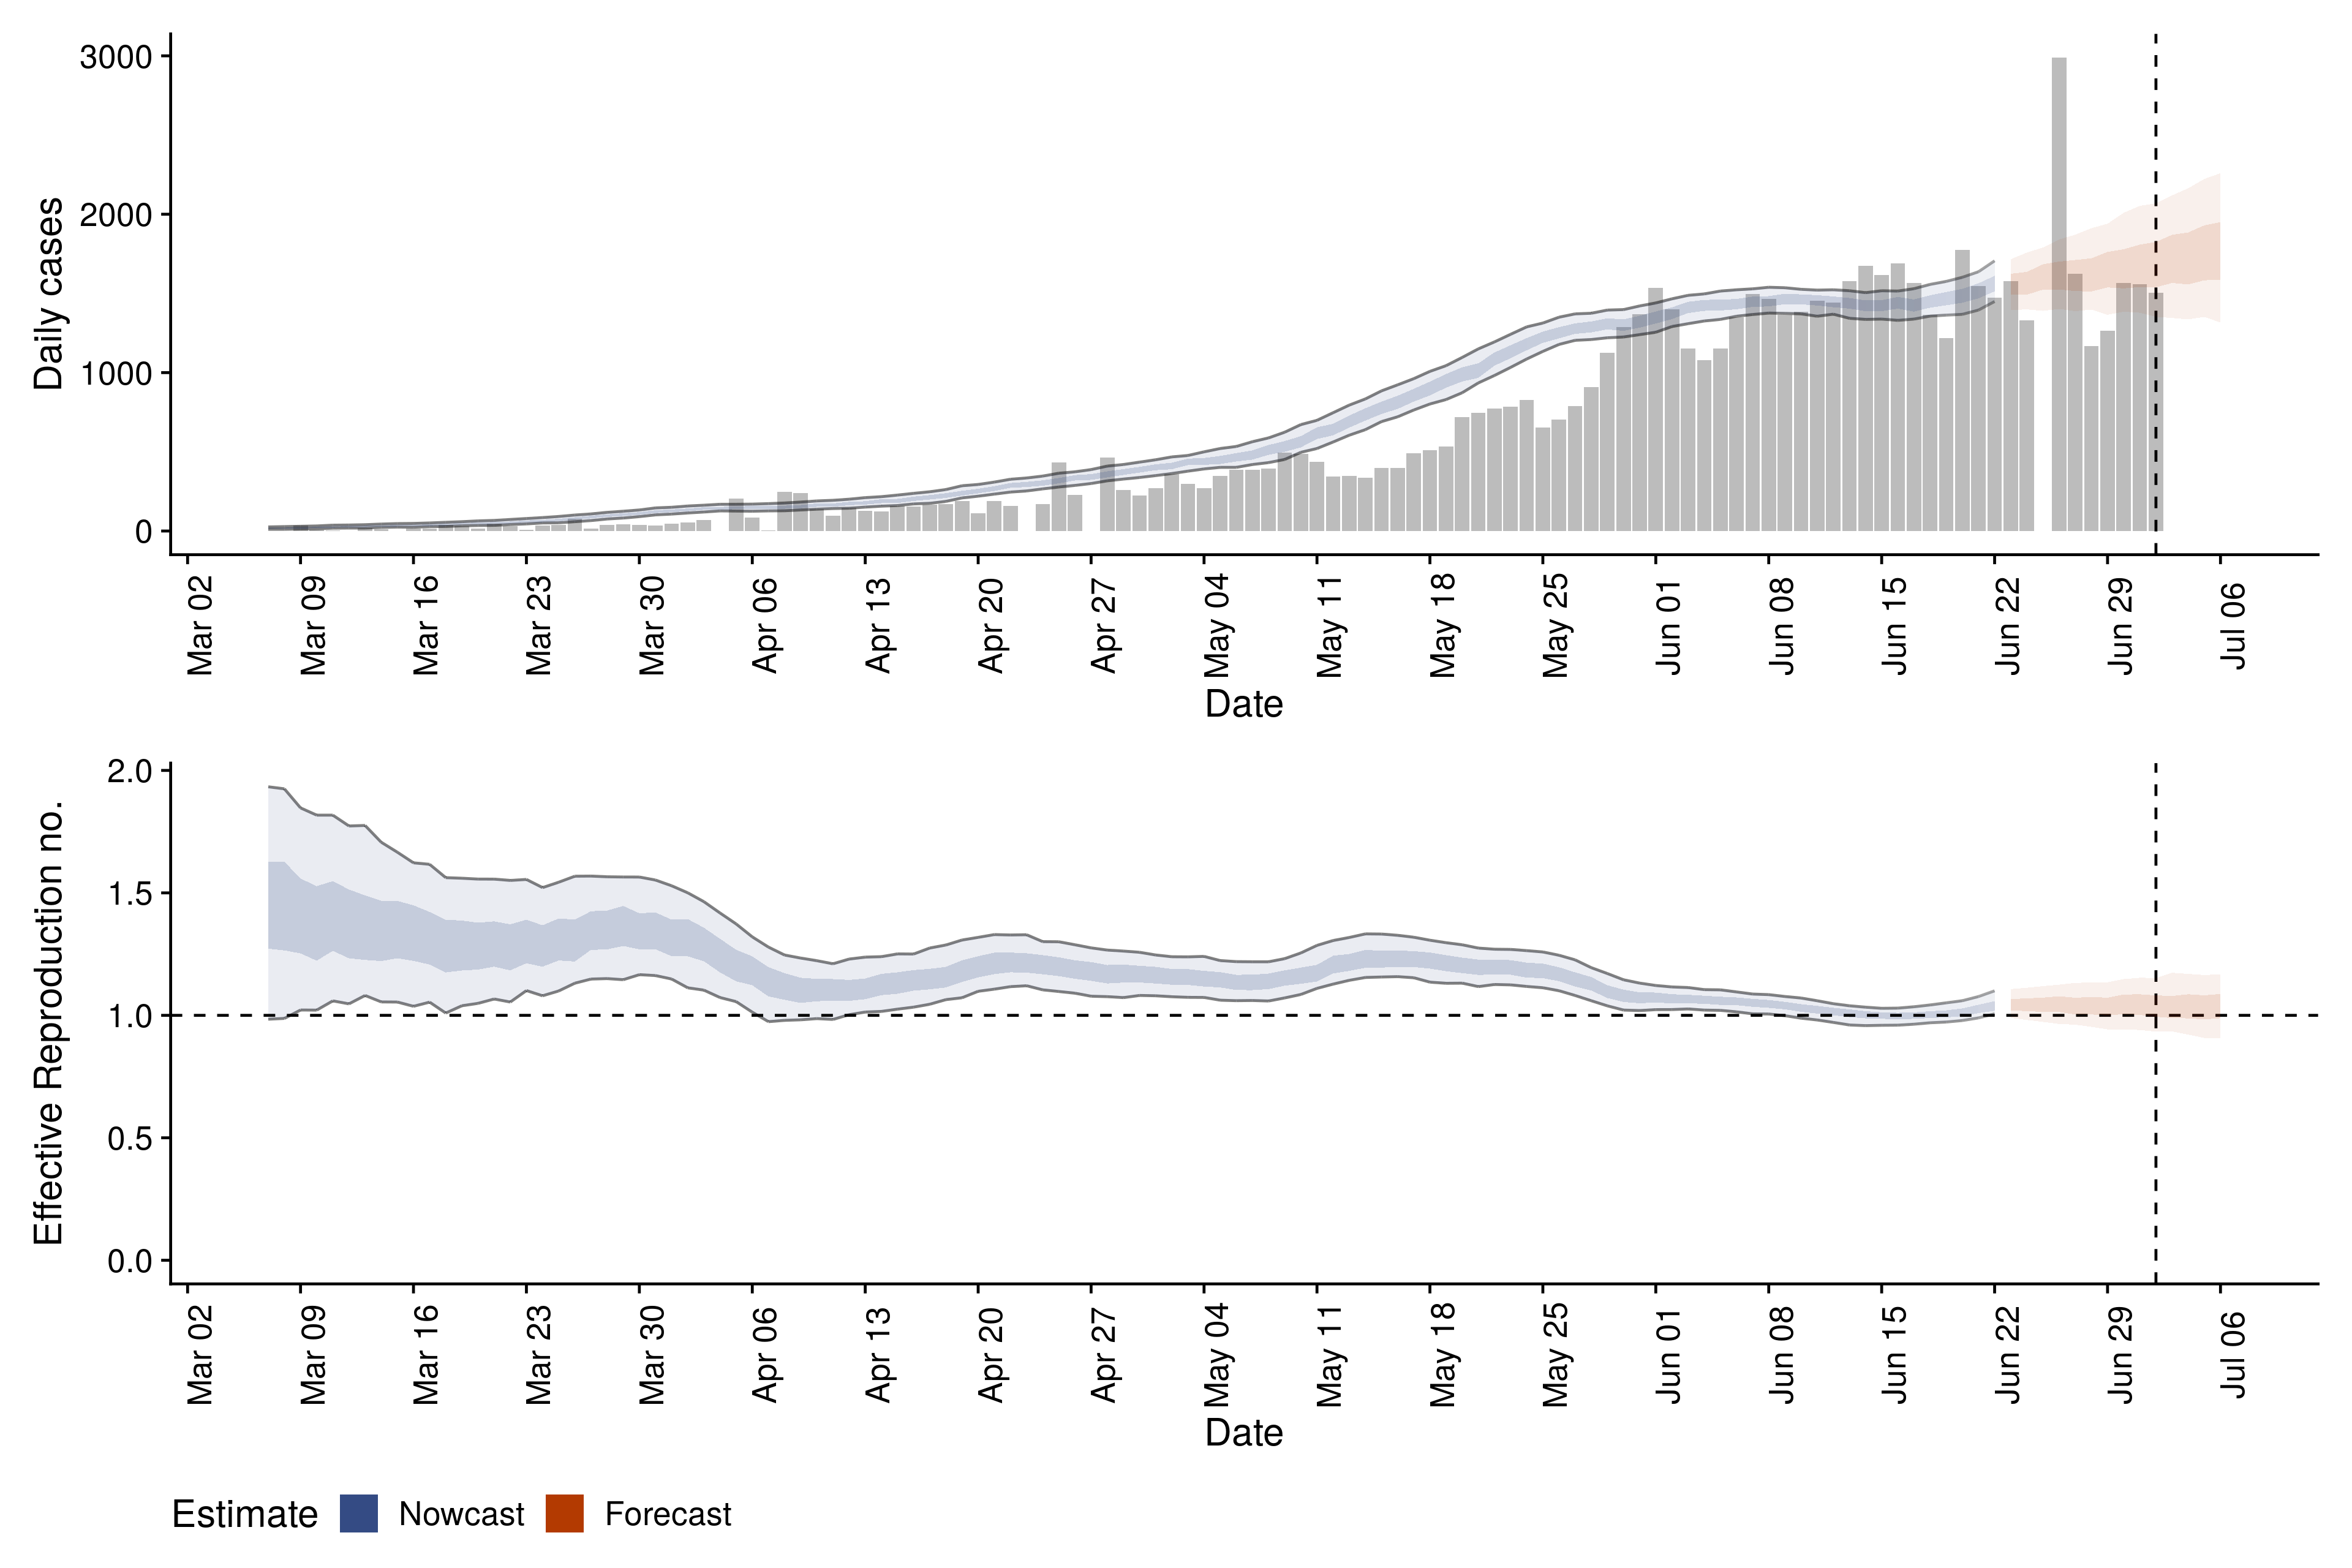 Daily cases
3000
2000
1000
0
Mar 02
Mar 09
Mar 16
Mar 23
Mar 30
Apr 06
Apr 13
Apr 20
Apr 27
May 04
May 11
May 18
May 25
Jun 01
Jun 08
Jun 15
Jun 22
Jun 29
Jul 06
Date
Effective Reproduction no.
2.0
1.5
1.0
0.5
0.0
Mar 02
Mar 09
Mar 16
Mar 23
Mar 30
Apr 06
Apr 13
Apr 20
Apr 27
May 04
May 11
May 18
May 25
Jun 01
Jun 08
Jun 15
Jun 22
Jun 29
Jul 06
Date
Estimate Nowcast Forecast